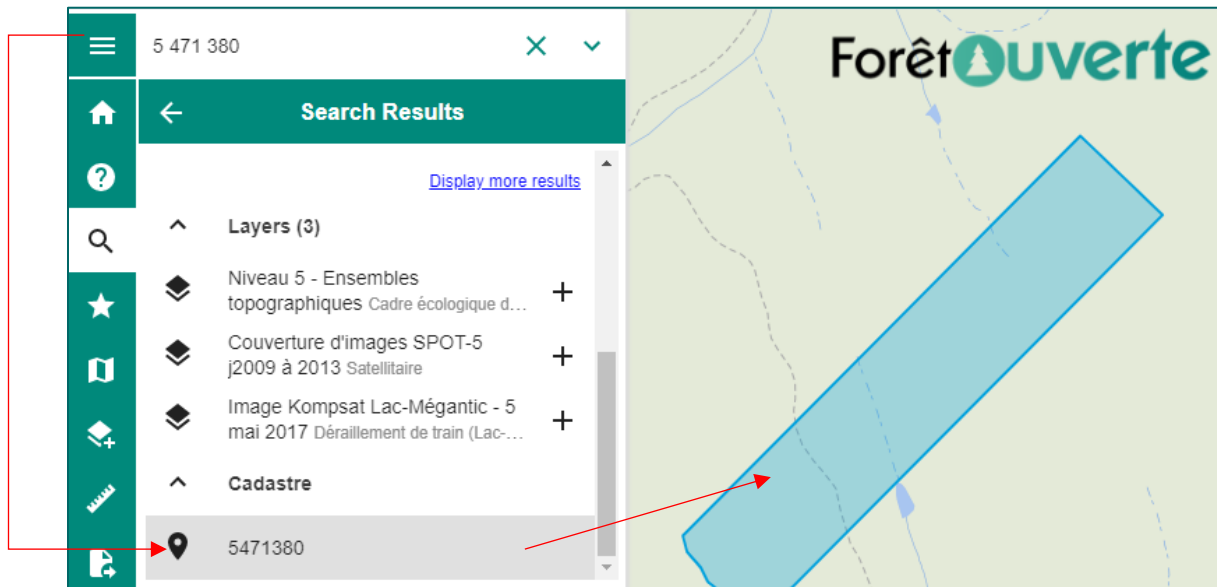 5 471 380
ForêtOuverte
Search Results
Display more results
Layers (3)
Niveau 5 - Ensembles
topographiques Cadre écologique d...
Couverture d'images SPOT-5
j2009 à 2013 Satellitaire
Image Kompsat Lac-Mégantic - 5
mai 2017 Déraillement de train (Lac-...
Cadastre
5471380